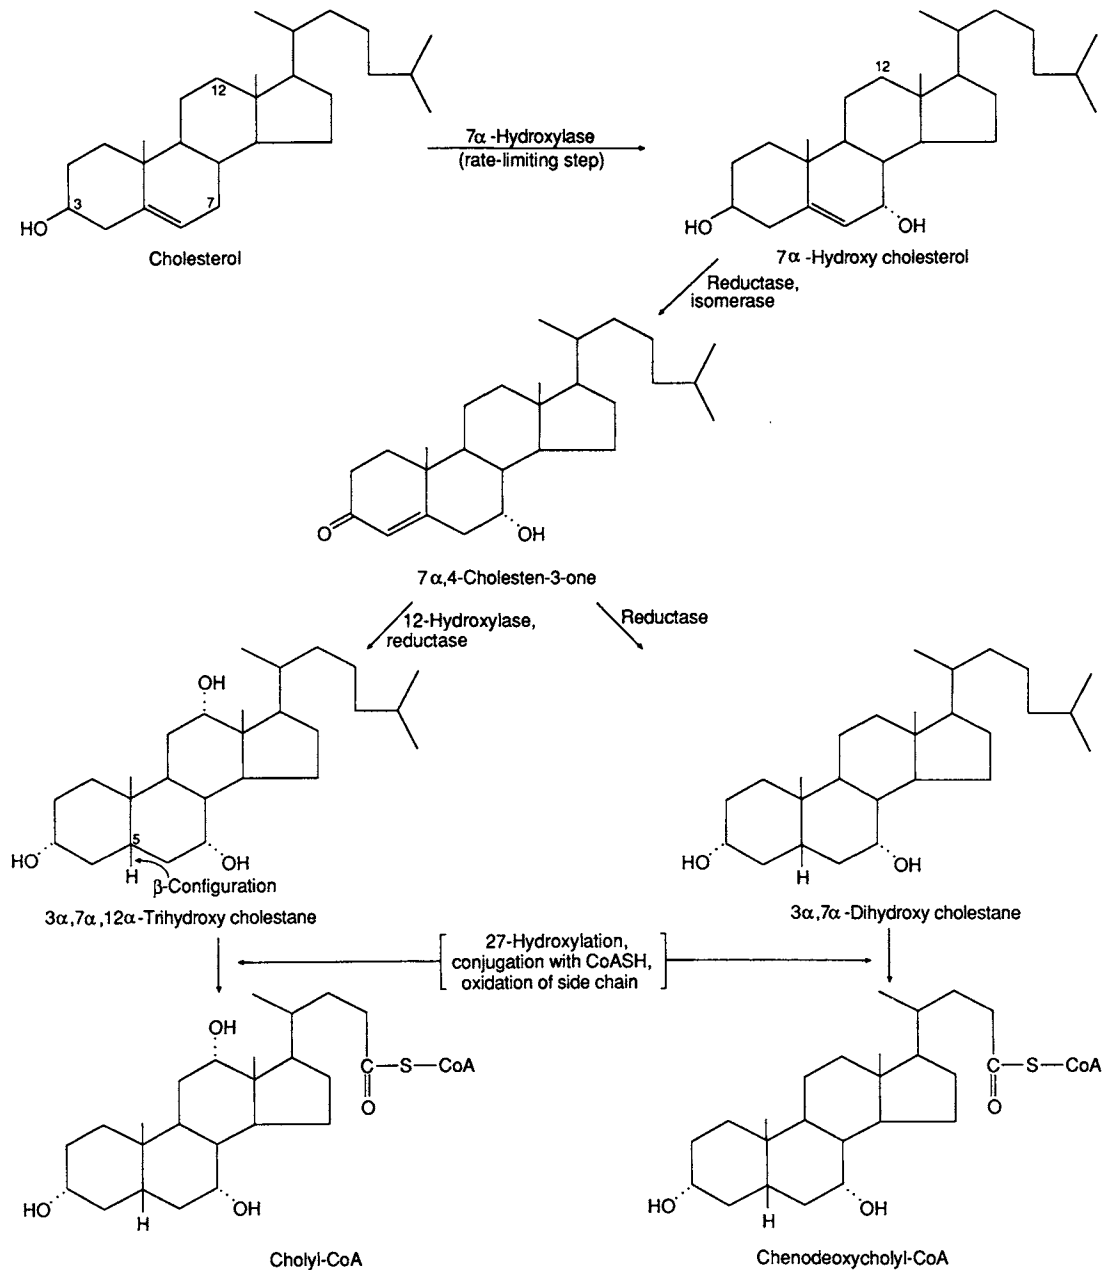 12
12
7α -Hydroxylase
(rate-limiting step)
3
7
HO
HO
OH
Cholesterol
7α -Hydroxy cholesterol
Reductase,
isomerase
O
OH
7α,4-Cholesten-3-one
12-Hydroxylase,
reductase
Reductase
OH
5
HO
OH
H
β-Configuration
HO
OH
H
3α,7α,12α-Trihydroxy cholestane
3α,7α -Dihydroxy cholestane
27-Hydroxylation,
conjugation with CoASH,
oxidation of side chain
OH
C—S—CoA
O
C—S—CoA
O
HO
OH
H
HO
OH
H
Cholyl-CoA
Chenodeoxycholyl-CoA